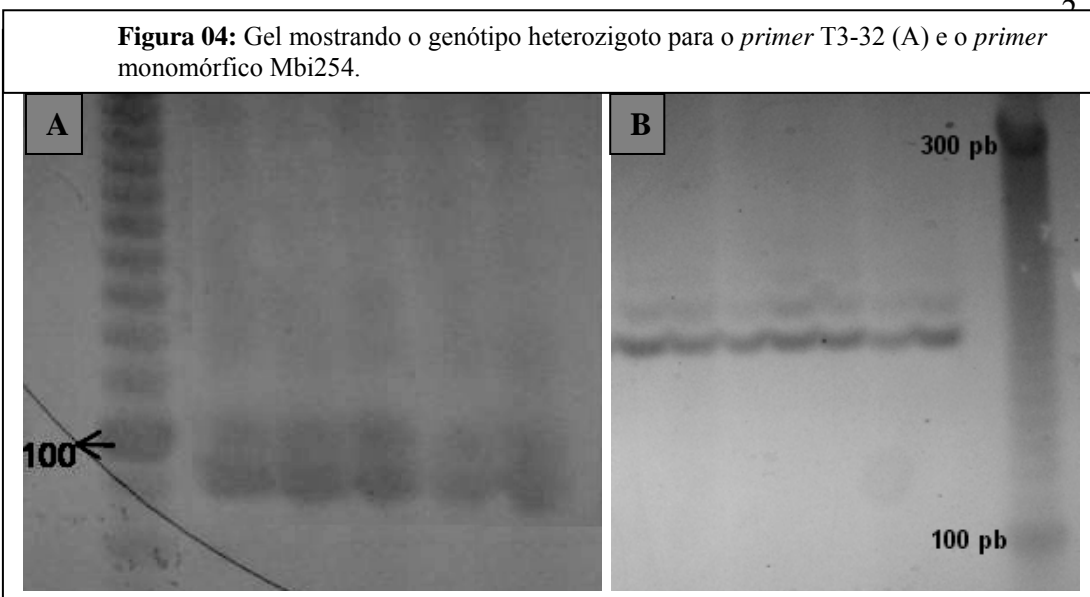 Figura 04: Gel mostrando o genótipo heterozigoto para o primer T3-32 (A) e o primer
monomórfico Mbi254.
A
B
300 pb
100
100 pb